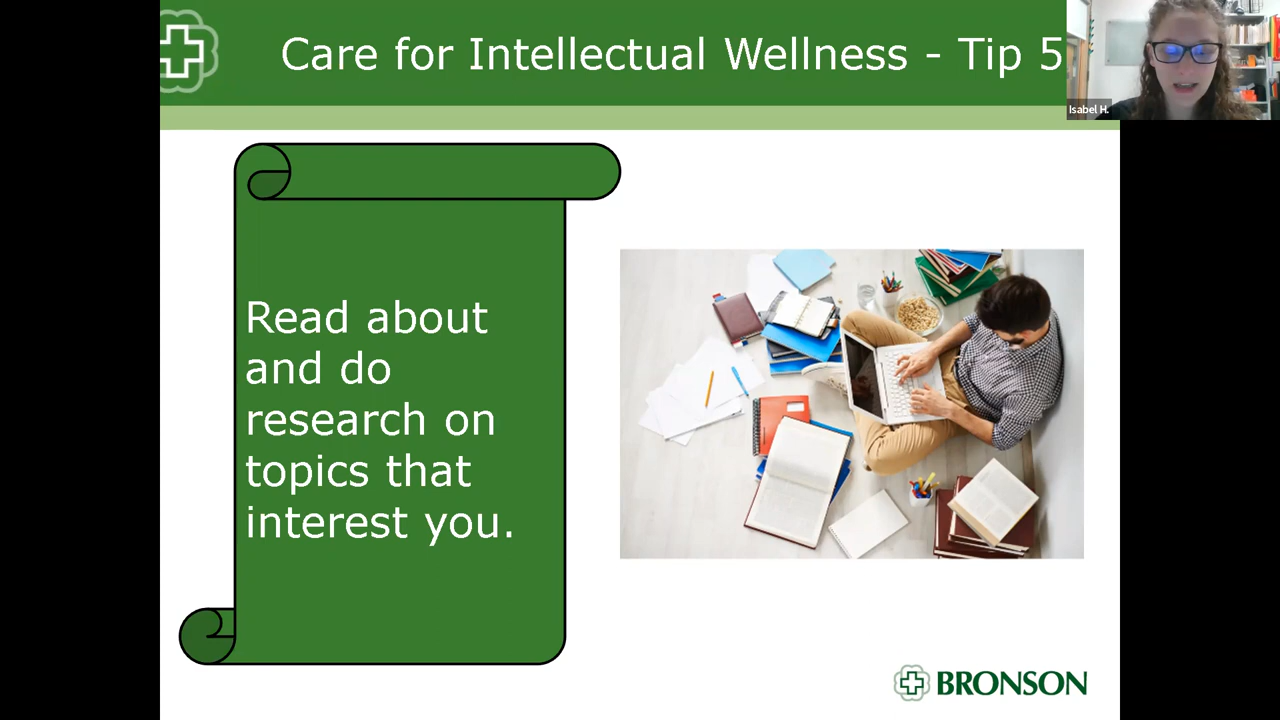 Care for Intellectual Wellness - Tip 5
Isabel H.
Read about
and do
research on
topics that
interest you.
BRONSON